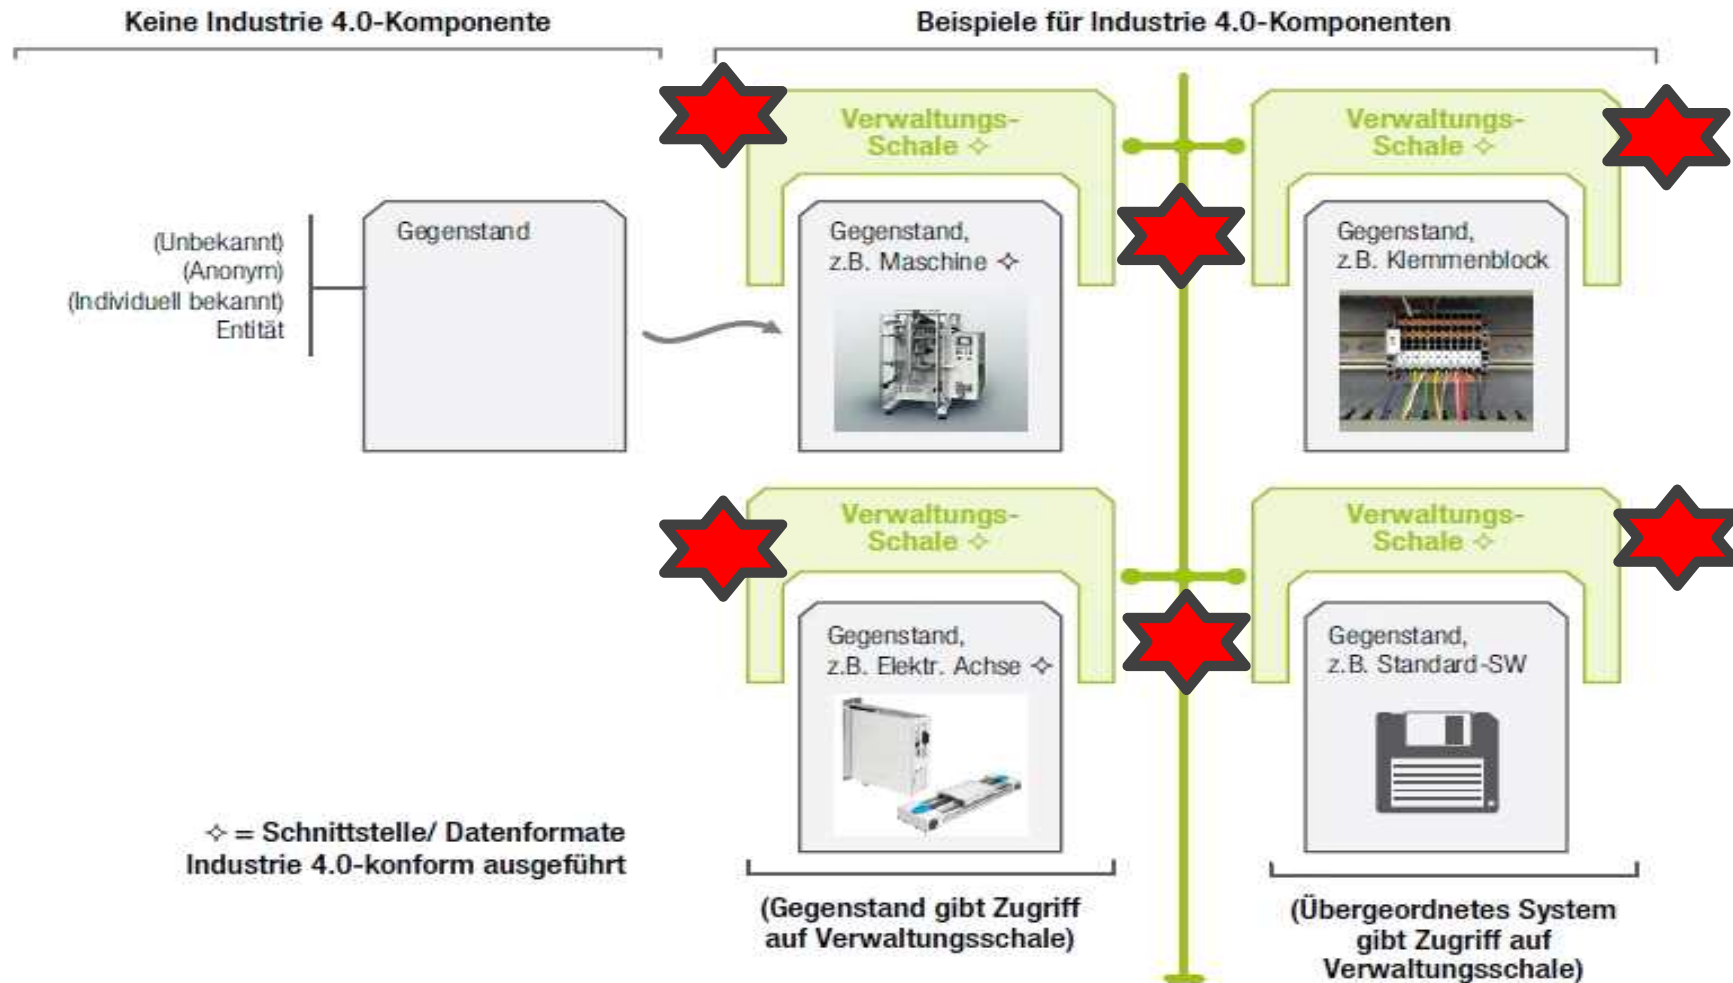 Keine Industrie 4.0-Komponente
Beispiele für Industrie 4.0-Komponenten
(Unbekannt)
(Anonym)
(Individuell bekannt)
Entität
Gegenstand
Verwaltungs-
Schale ✧
Gegenstand,
z.B. Maschine ✧
Verwaltungs-
Schale ✧
Gegenstand,
z.B. Klemmenblock
Verwaltungs-
Schale ✧
Gegenstand,
z.B. Elektr. Achse ✧
Verwaltungs-
Schale ✧
Gegenstand,
z.B. Standard-SW
✧ = Schnittstelle/ Datenformate
Industrie 4.0-konform ausgeführt
(Gegenstand gibt Zugriff
auf Verwaltungsschale)
(Übergeordnetes System
gibt Zugriff auf
Verwaltungsschale)